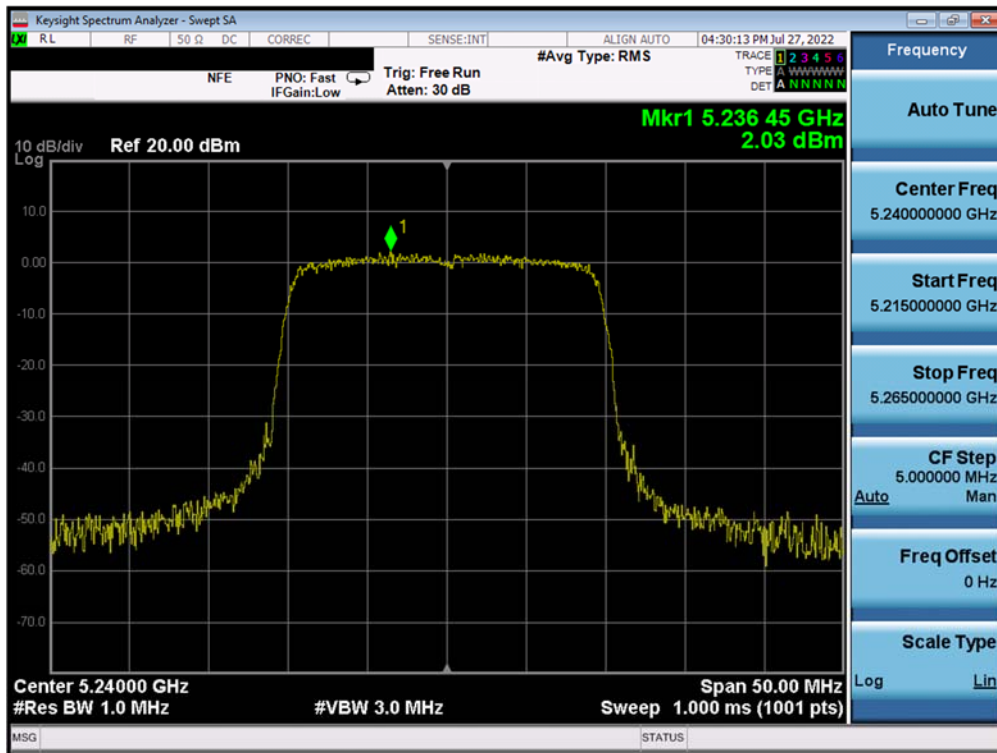 Keysight Spectrum Analyzer - Swept SA
LXI RL RF 50 Ω DC CORREC SENSE:INT ALIGN AUTO 04:30:13 PM Jul 27, 2022
NFE PNO: Fast Trig: Free Run #Avg Type: RMS TRACE 1 2 3 4 5 6
IFGain:Low Atten: 30 dB TYPE A WWWWW
DET A N N N N N
Mkr1 5.236 45 GHz
2.03 dBm
10 dB/div Ref 20.00 dBm
Log
1
10.0
0.00
-10.0
-20.0
-30.0
-40.0
-50.0
-60.0
-70.0
Center 5.24000 GHz Span 50.00 MHz
#Res BW 1.0 MHz #VBW 3.0 MHz Sweep 1.000 ms (1001 pts)
MSG STATUS
Frequency
Auto Tune
Center Freq
5.240000000 GHz
Start Freq
5.215000000 GHz
Stop Freq
5.265000000 GHz
CF Step
5.000000 MHz
Auto Man
Freq Offset
0 Hz
Scale Type
Log Lin